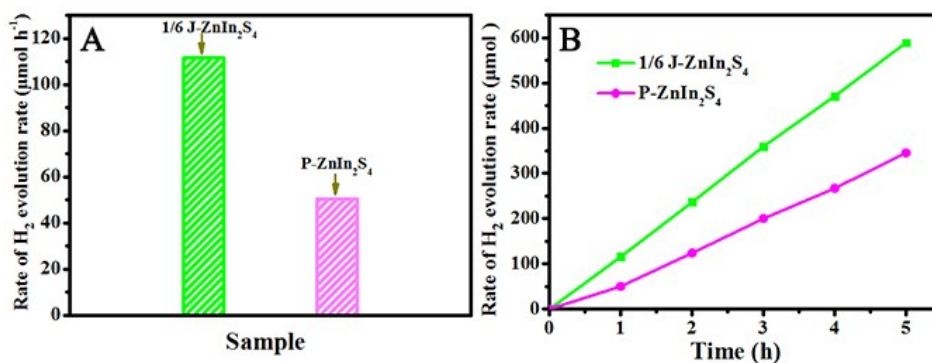 A
1/6 J-ZnIn₂S₄
P-ZnIn₂S₄
Rate of H₂ evolution rate (μmol h⁻¹)
120
100
80
60
40
20
0
Sample
B
1/6 J-ZnIn₂S₄
P-ZnIn₂S₄
Rate of H₂ evolution rate (μmol )
600
500
400
300
200
100
0
0 1 2 3 4 5
Time (h)